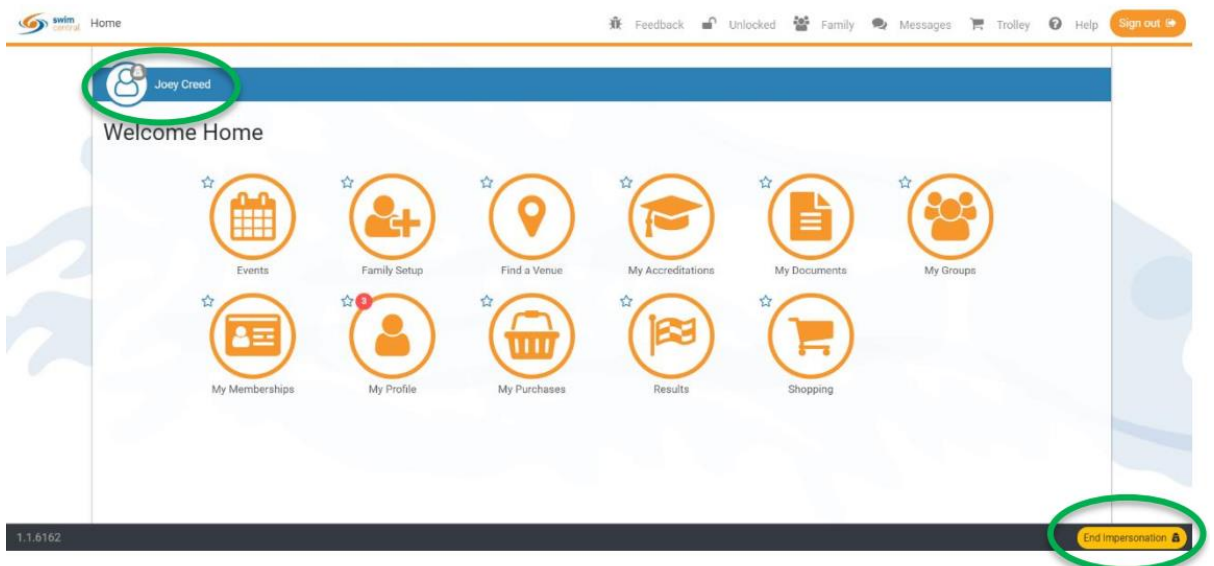 swim central Home Feedback Unlocked Family Messages Trolley Help Sign out
Joey Creed
Welcome Home
Events Family Setup Find a Venue My Accreditations My Documents My Groups
3
My Memberships My Profile My Purchases Results Shopping
1.1.6162 End Impersonation